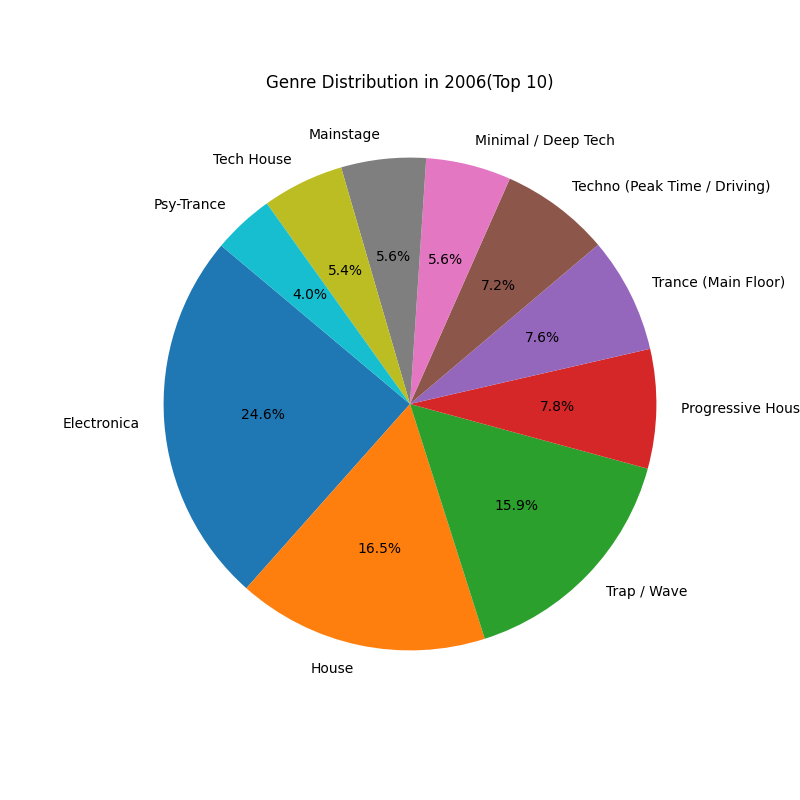 Genre Distribution in 2006(Top 10)
Mainstage
Minimal / Deep Tech
Tech House
Techno (Peak Time / Driving)
Psy-Trance
Trance (Main Floor)
Electronica
Progressive Hous
Trap / Wave
House
5.6%
5.6%
5.4%
7.2%
4.0%
7.6%
24.6%
7.8%
15.9%
16.5%